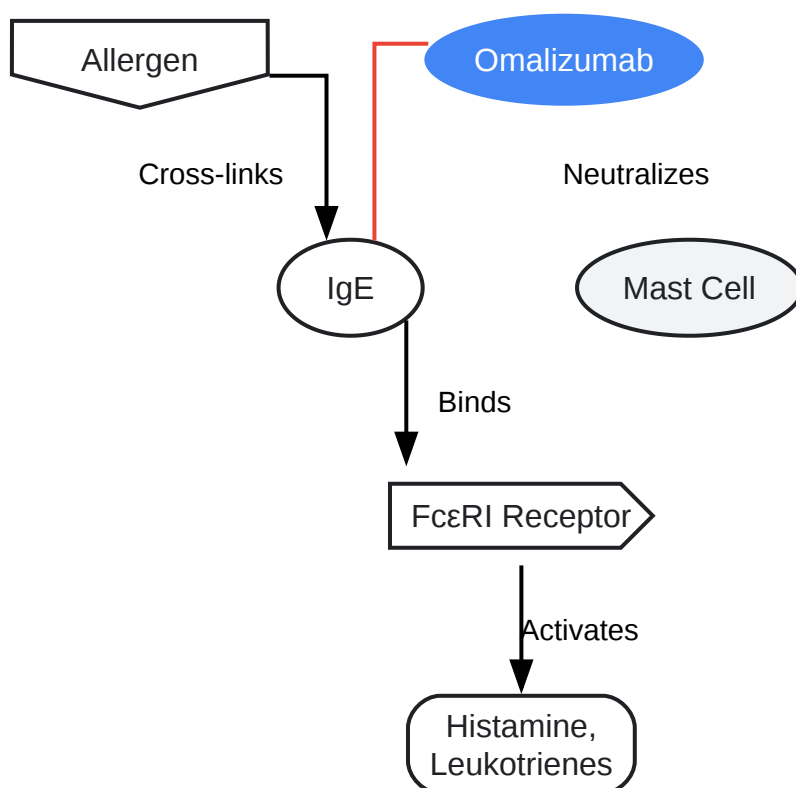 Allergen
Omalizumab
Cross-links
Neutralizes
IgE
Mast Cell
Binds
FcεRI Receptor
Activates
Histamine,
Leukotrienes